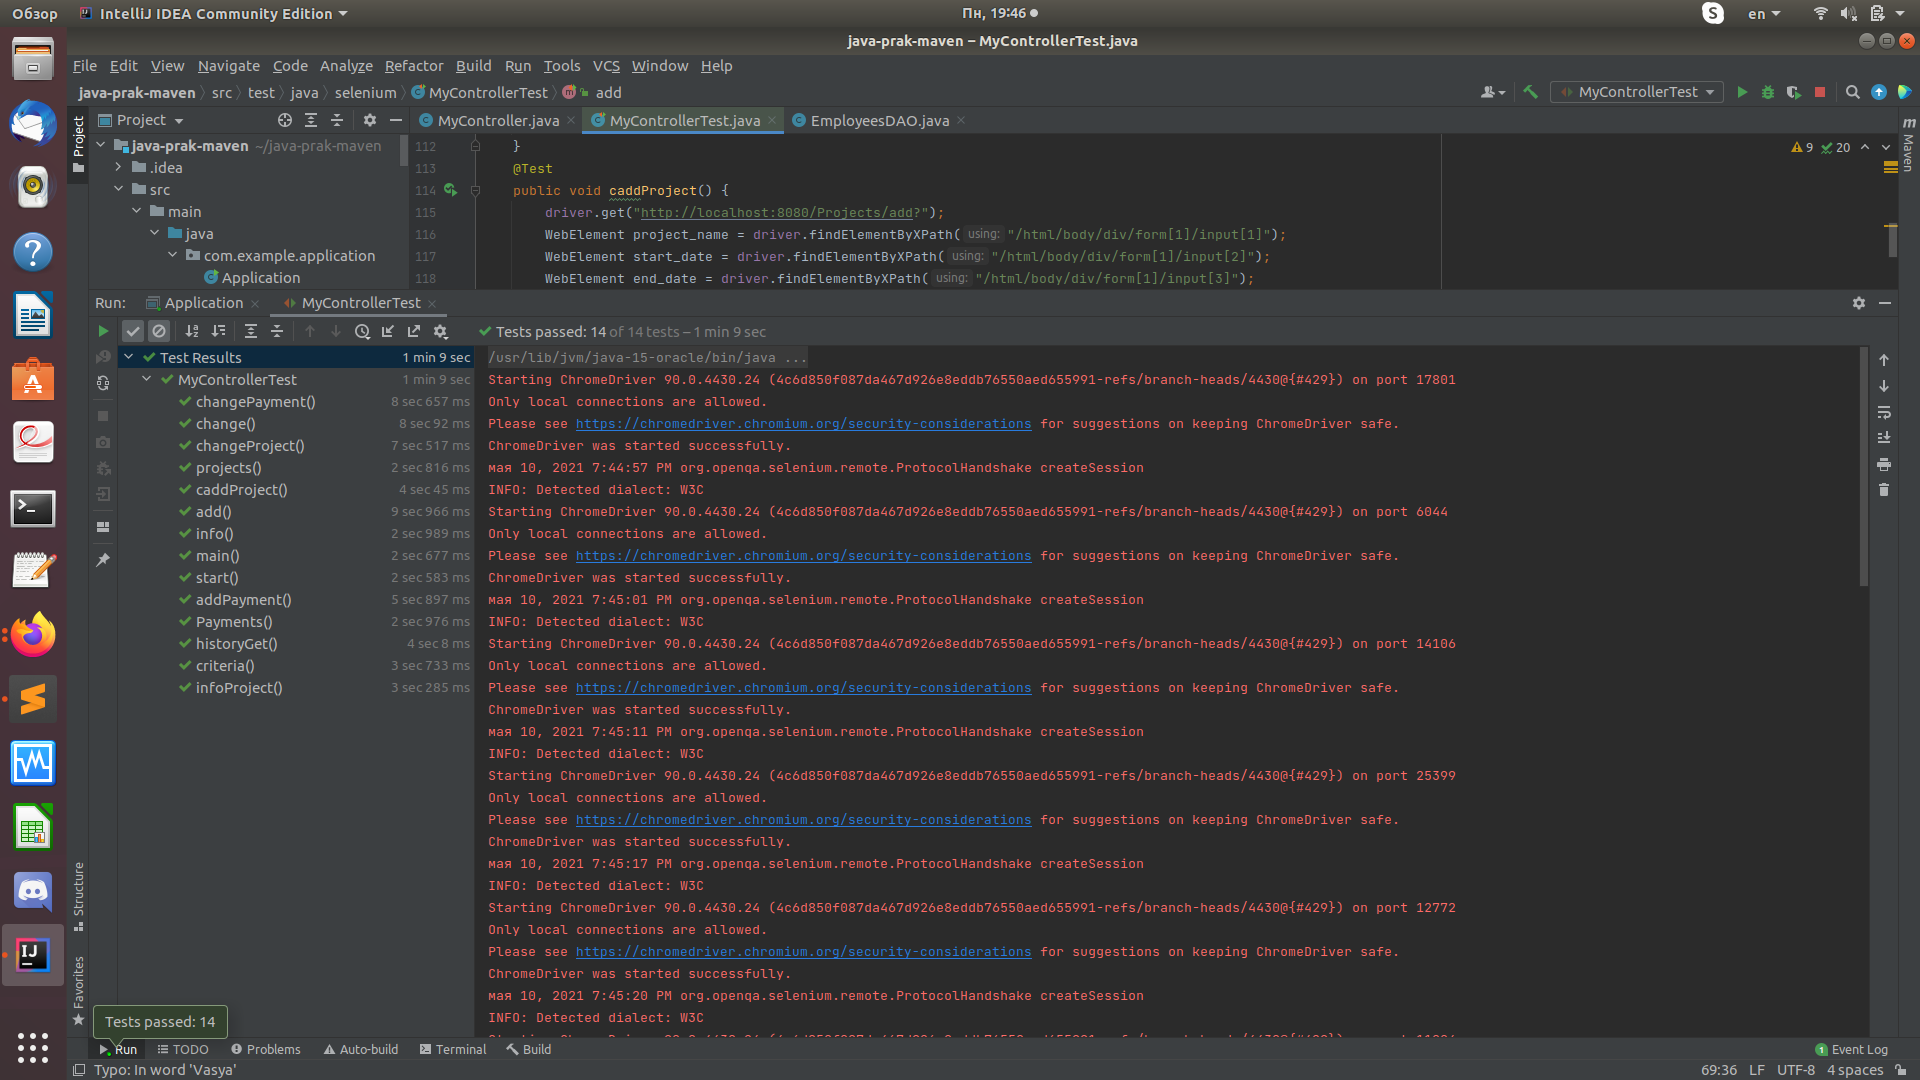 Обзор IntelliJ IDEA Community Edition Пн, 19:46 en
java-prak-maven – MyControllerTest.java
File Edit View Navigate Code Analyze Refactor Build Run Tools VCS Window Help
java-prak-maven src test java selenium MyControllerTest add MyControllerTest
Project MyController.java MyControllerTest.java EmployeesDAO.java
Project
Maven
java-prak-maven ~/java-prak-maven
.idea
src
main
java
com.example.application
Application
9 20
112 }
113 @Test
114 public void caddProject() {
115 driver.get("http://localhost:8080/Projects/add?");
116 WebElement project_name = driver.findElementByXPath( using: "/html/body/div/form[1]/input[1]");
117 WebElement start_date = driver.findElementByXPath( using: "/html/body/div/form[1]/input[2]");
118 WebElement end_date = driver.findElementByXPath( using: "/html/body/div/form[1]/input[3]");
Run: Application MyControllerTest
Tests passed: 14 of 14 tests – 1 min 9 sec
Test Results 1 min 9 sec
MyControllerTest 1 min 9 sec
changePayment() 8 sec 657 ms
change() 8 sec 92 ms
changeProject() 7 sec 517 ms
projects() 2 sec 816 ms
caddProject() 4 sec 45 ms
add() 9 sec 966 ms
info() 2 sec 989 ms
main() 2 sec 677 ms
start() 2 sec 583 ms
addPayment() 5 sec 897 ms
Payments() 2 sec 976 ms
historyGet() 4 sec 8 ms
criteria() 3 sec 733 ms
infoProject() 3 sec 285 ms
/usr/lib/jvm/java-15-oracle/bin/java ...
Starting ChromeDriver 90.0.4430.24 (4c6d850f087da467d926e8eddb76550aed655991-refs/branch-heads/4430@{#429}) on port 17801
Only local connections are allowed.
Please see https://chromedriver.chromium.org/security-considerations for suggestions on keeping ChromeDriver safe.
ChromeDriver was started successfully.
мая 10, 2021 7:44:57 PM org.openqa.selenium.remote.ProtocolHandshake createSession
INFO: Detected dialect: W3C
Starting ChromeDriver 90.0.4430.24 (4c6d850f087da467d926e8eddb76550aed655991-refs/branch-heads/4430@{#429}) on port 6044
Only local connections are allowed.
Please see https://chromedriver.chromium.org/security-considerations for suggestions on keeping ChromeDriver safe.
ChromeDriver was started successfully.
мая 10, 2021 7:45:01 PM org.openqa.selenium.remote.ProtocolHandshake createSession
INFO: Detected dialect: W3C
Starting ChromeDriver 90.0.4430.24 (4c6d850f087da467d926e8eddb76550aed655991-refs/branch-heads/4430@{#429}) on port 14106
Only local connections are allowed.
Please see https://chromedriver.chromium.org/security-considerations for suggestions on keeping ChromeDriver safe.
ChromeDriver was started successfully.
мая 10, 2021 7:45:11 PM org.openqa.selenium.remote.ProtocolHandshake createSession
INFO: Detected dialect: W3C
Starting ChromeDriver 90.0.4430.24 (4c6d850f087da467d926e8eddb76550aed655991-refs/branch-heads/4430@{#429}) on port 25399
Only local connections are allowed.
Please see https://chromedriver.chromium.org/security-considerations for suggestions on keeping ChromeDriver safe.
ChromeDriver was started successfully.
мая 10, 2021 7:45:17 PM org.openqa.selenium.remote.ProtocolHandshake createSession
INFO: Detected dialect: W3C
Starting ChromeDriver 90.0.4430.24 (4c6d850f087da467d926e8eddb76550aed655991-refs/branch-heads/4430@{#429}) on port 12772
Only local connections are allowed.
Please see https://chromedriver.chromium.org/security-considerations for suggestions on keeping ChromeDriver safe.
ChromeDriver was started successfully.
мая 10, 2021 7:45:20 PM org.openqa.selenium.remote.ProtocolHandshake createSession
INFO: Detected dialect: W3C
Structure
Favorites
Tests passed: 14
Run TODO Problems Auto-build Terminal Build 1 Event Log
Typo: In word 'Vasya' 69:36 LF UTF-8 4 spaces